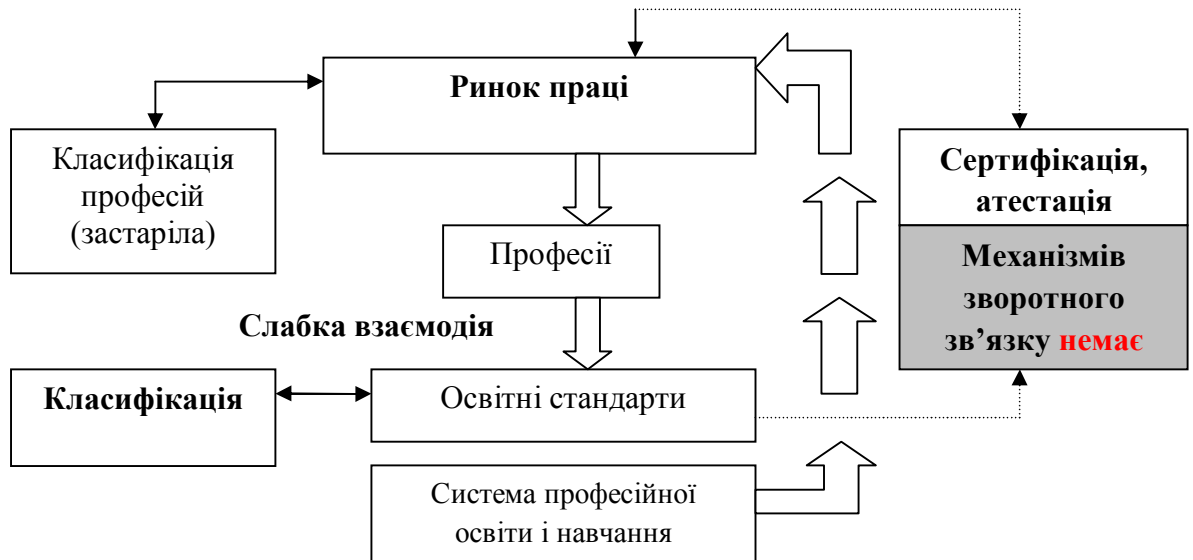 Ринок праці
Класифікація
професій
(застаріла)
Сертифікація,
атестація
Професії
Механізмів
зворотного
зв’язку немає
Слабка взаємодія
Класифікація
Освітні стандарти
Система професійної
освіти і навчання